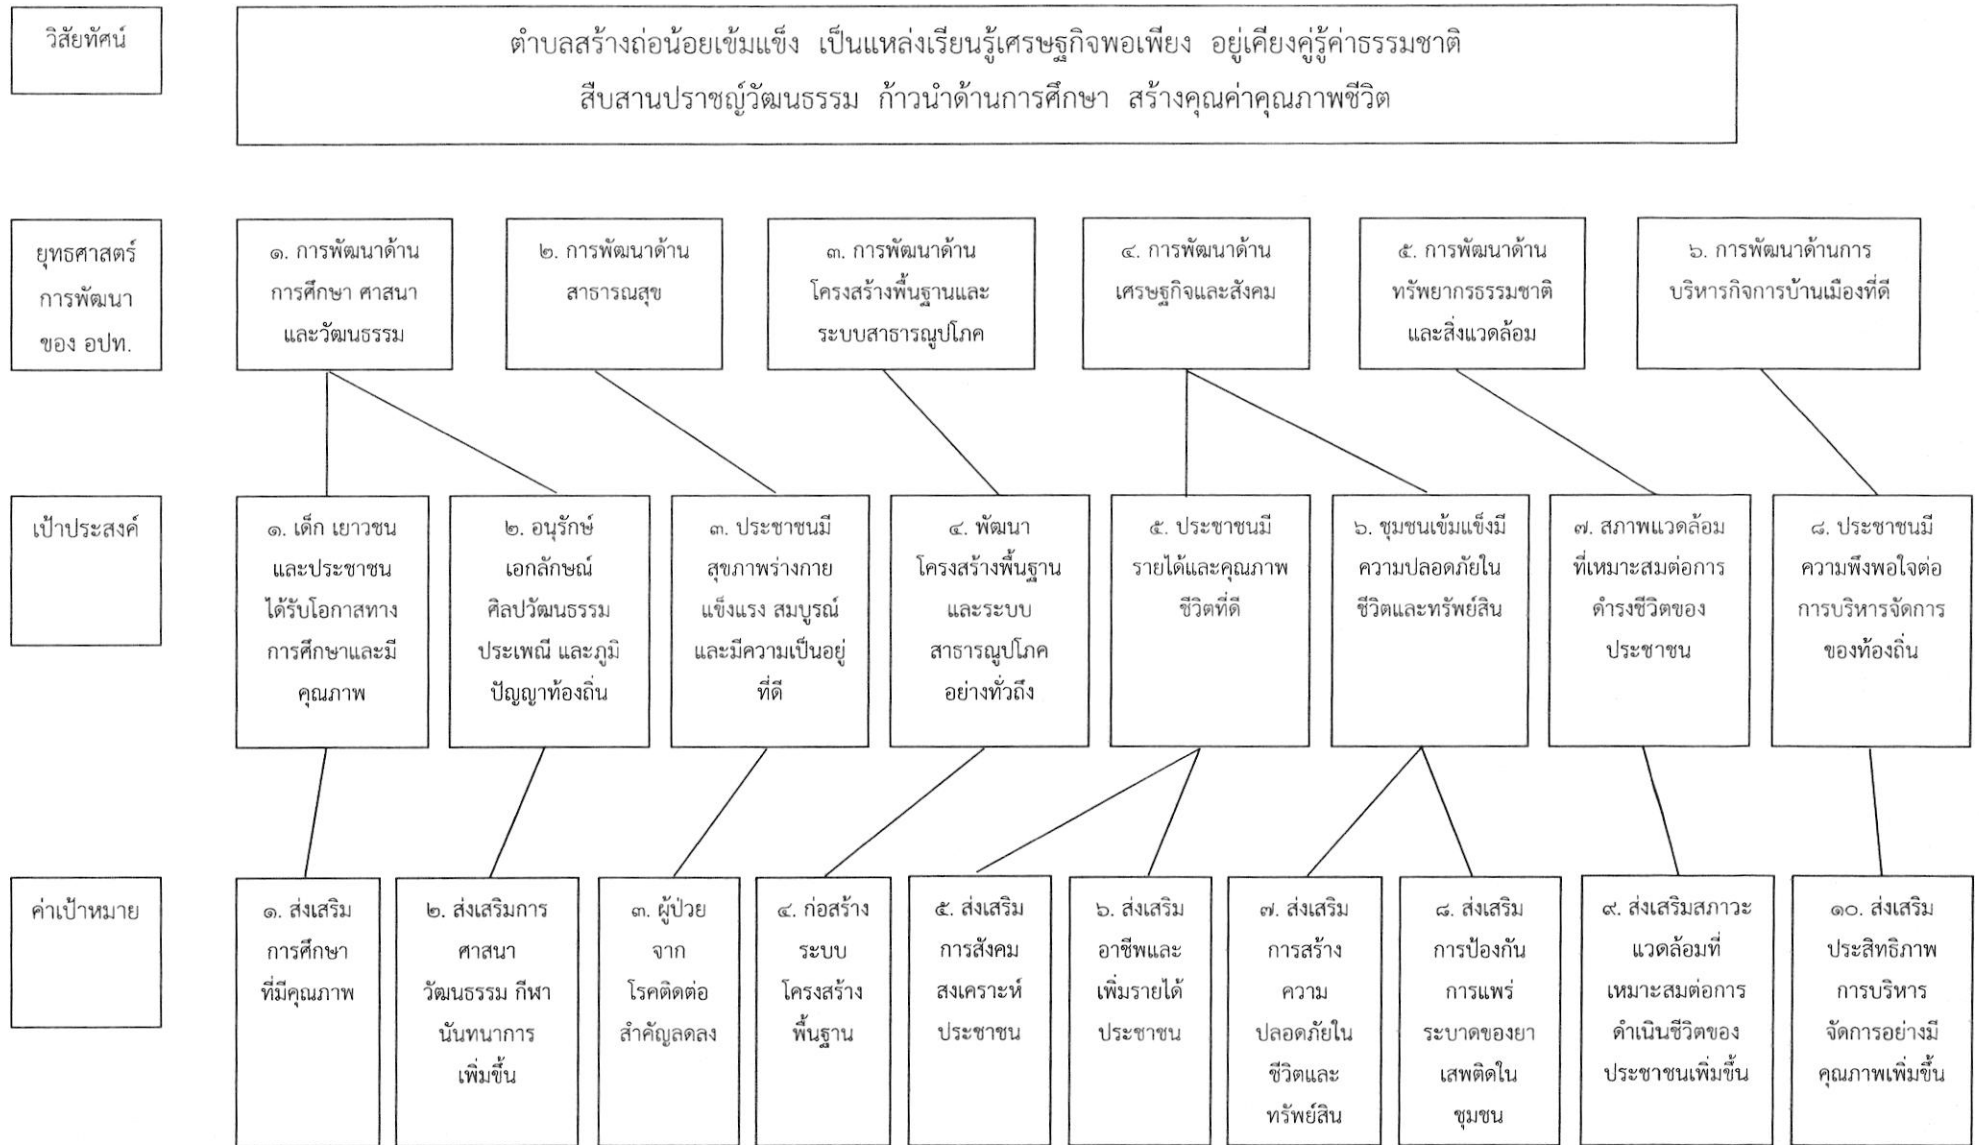 วิสัยทัศน์
ตำบลสร้างถ่อน้อยเข้มแข็ง เป็นแหล่งเรียนรู้เศรษฐกิจพอเพียง อยู่เคียงคู่รู้ค่าธรรมชาติ
สืบสานปราชญ์วัฒนธรรม ก้าวนำด้านการศึกษา สร้างคุณค่าคุณภาพชีวิต
ยุทธศาสตร์
การพัฒนา
ของ อปท.
๑. การพัฒนาด้าน
การศึกษา ศาสนา
และวัฒนธรรม
๒. การพัฒนาด้าน
สาธารณสุข
๓. การพัฒนาด้าน
โครงสร้างพื้นฐานและ
ระบบสาธารณูปโภค
๔. การพัฒนาด้าน
เศรษฐกิจและสังคม
๕. การพัฒนาด้าน
ทรัพยากรธรรมชาติ
และสิ่งแวดล้อม
๖. การพัฒนาด้านการ
บริหารกิจการบ้านเมืองที่ดี
เป้าประสงค์
๑. เด็ก เยาวชน
และประชาชน
ได้รับโอกาสทาง
การศึกษาและมี
คุณภาพ
๒. อนุรักษ์
เอกลักษณ์
ศิลปวัฒนธรรม
ประเพณี และภูมิ
ปัญญาท้องถิ่น
๓. ประชาชนมี
สุขภาพร่างกาย
แข็งแรง สมบูรณ์
และมีความเป็นอยู่
ที่ดี
๔. พัฒนา
โครงสร้างพื้นฐาน
และระบบ
สาธารณูปโภค
อย่างทั่วถึง
๕. ประชาชนมี
รายได้และคุณภาพ
ชีวิตที่ดี
๖. ชุมชนเข้มแข็งมี
ความปลอดภัยใน
ชีวิตและทรัพย์สิน
๗. สภาพแวดล้อม
ที่เหมาะสมต่อการ
ดำรงชีวิตของ
ประชาชน
๘. ประชาชนมี
ความพึงพอใจต่อ
การบริหารจัดการ
ของท้องถิ่น
ค่าเป้าหมาย
๑. ส่งเสริม
การศึกษา
ที่มีคุณภาพ
๒. ส่งเสริมการ
ศาสนา
วัฒนธรรม กีฬา
นันทนาการ
เพิ่มขึ้น
๓. ผู้ป่วย
จาก
โรคติดต่อ
สำคัญลดลง
๔. ก่อสร้าง
ระบบ
โครงสร้าง
พื้นฐาน
๕. ส่งเสริม
การสังคม
สงเคราะห์
ประชาชน
๖. ส่งเสริม
อาชีพและ
เพิ่มรายได้
ประชาชน
๗. ส่งเสริม
การสร้าง
ความ
ปลอดภัยใน
ชีวิตและ
ทรัพย์สิน
๘. ส่งเสริม
การป้องกัน
การแพร่
ระบาดของยา
เสพติดใน
ชุมชน
๙. ส่งเสริมสภาวะ
แวดล้อมที่
เหมาะสมต่อการ
ดำเนินชีวิตของ
ประชาชนเพิ่มขึ้น
๑๐. ส่งเสริม
ประสิทธิภาพ
การบริหาร
จัดการอย่างมี
คุณภาพเพิ่มขึ้น